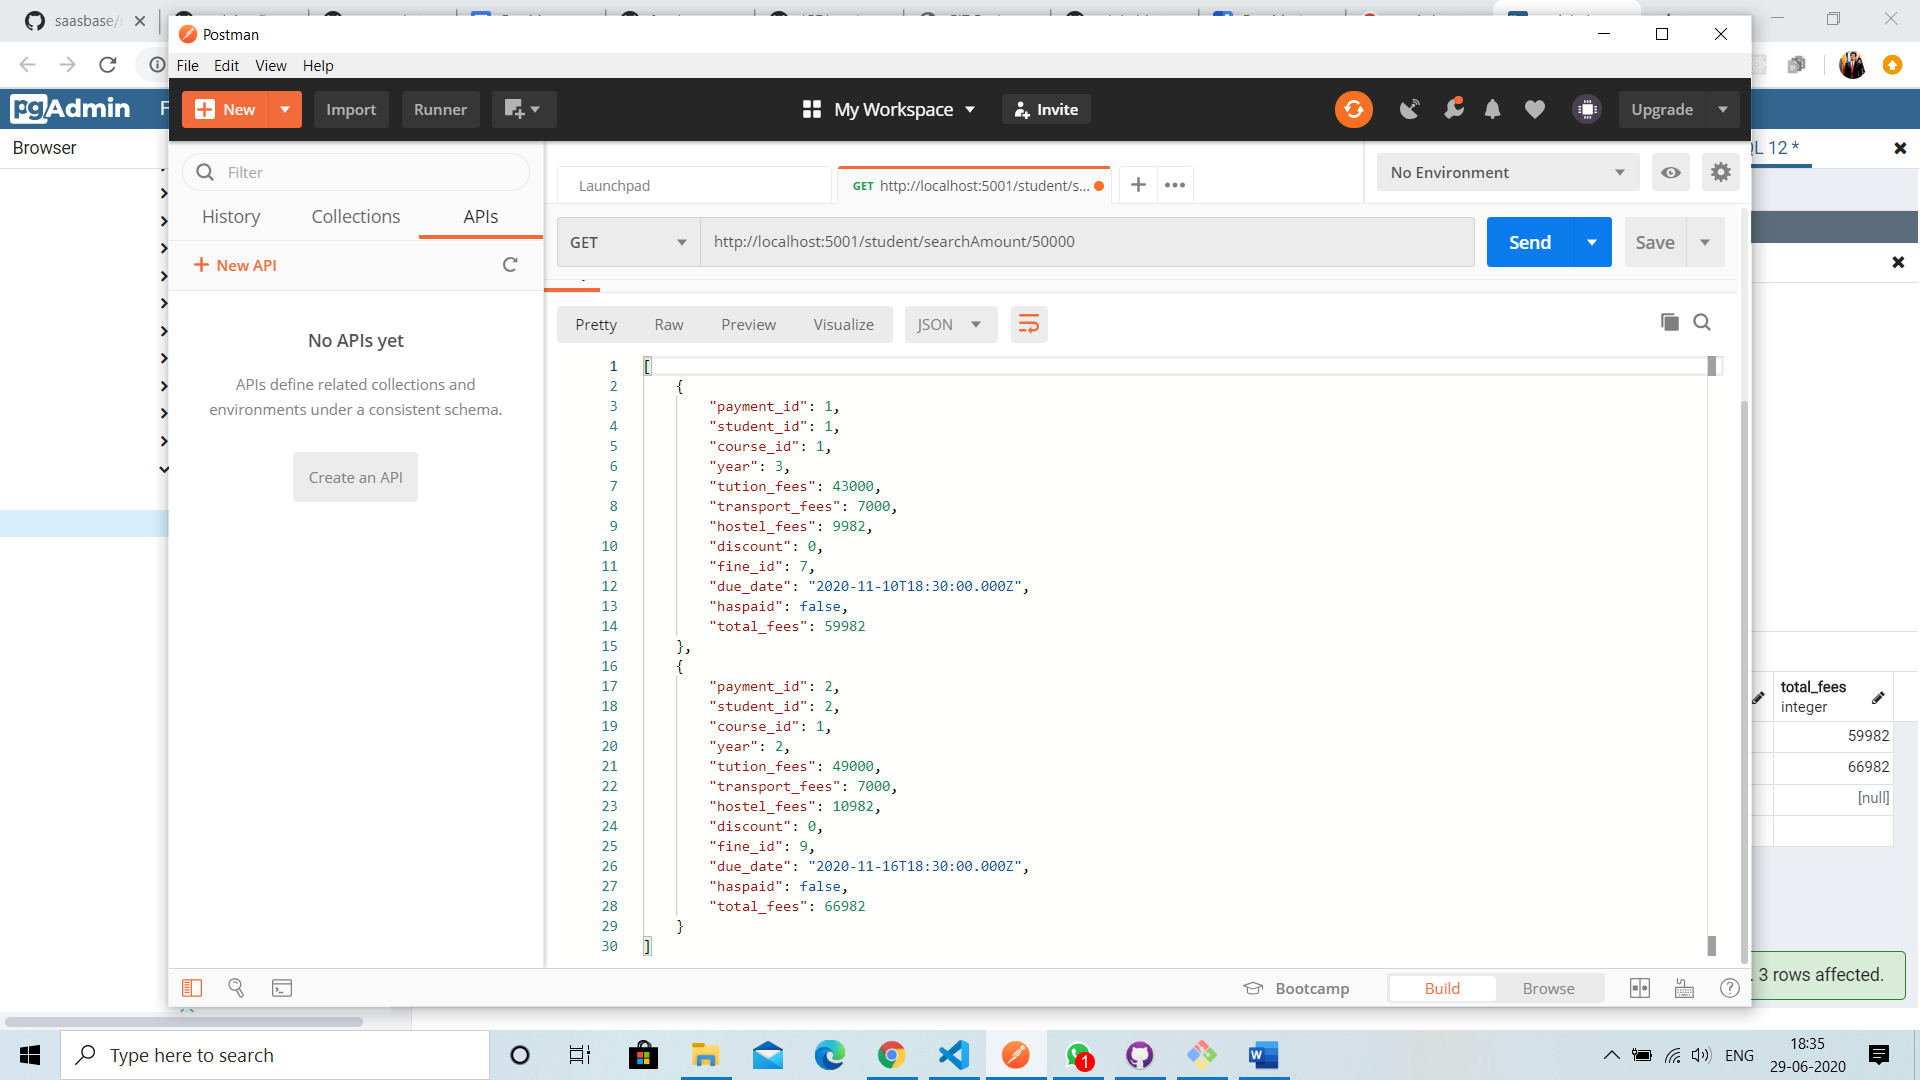 saasbase/
Postman
File Edit View Help
New Import Runner My Workspace Invite Upgrade
pgAdmin
Browser
QL 12 *
Filter
History Collections APIs
+ New API
No APIs yet
APIs define related collections and
environments under a consistent schema.
Create an API
Launchpad
GET http://localhost:5001/student/s...
No Environment
GET http://localhost:5001/student/searchAmount/50000
Send Save
Pretty Raw Preview Visualize JSON
1 [
2 {
3 "payment_id": 1,
4 "student_id": 1,
5 "course_id": 1,
6 "year": 3,
7 "tution_fees": 43000,
8 "transport_fees": 7000,
9 "hostel_fees": 9982,
10 "discount": 0,
11 "fine_id": 7,
12 "due_date": "2020-11-10T18:30:00.000Z",
13 "haspaid": false,
14 "total_fees": 59982
15 },
16 {
17 "payment_id": 2,
18 "student_id": 2,
19 "course_id": 1,
20 "year": 2,
21 "tution_fees": 49000,
22 "transport_fees": 7000,
23 "hostel_fees": 10982,
24 "discount": 0,
25 "fine_id": 9,
26 "due_date": "2020-11-16T18:30:00.000Z",
27 "haspaid": false,
28 "total_fees": 66982
29 }
30 ]
total_fees
integer
59982
66982
[null]
. 3 rows affected.
Bootcamp Build Browse
Type here to search
1
ENG
18:35
29-06-2020